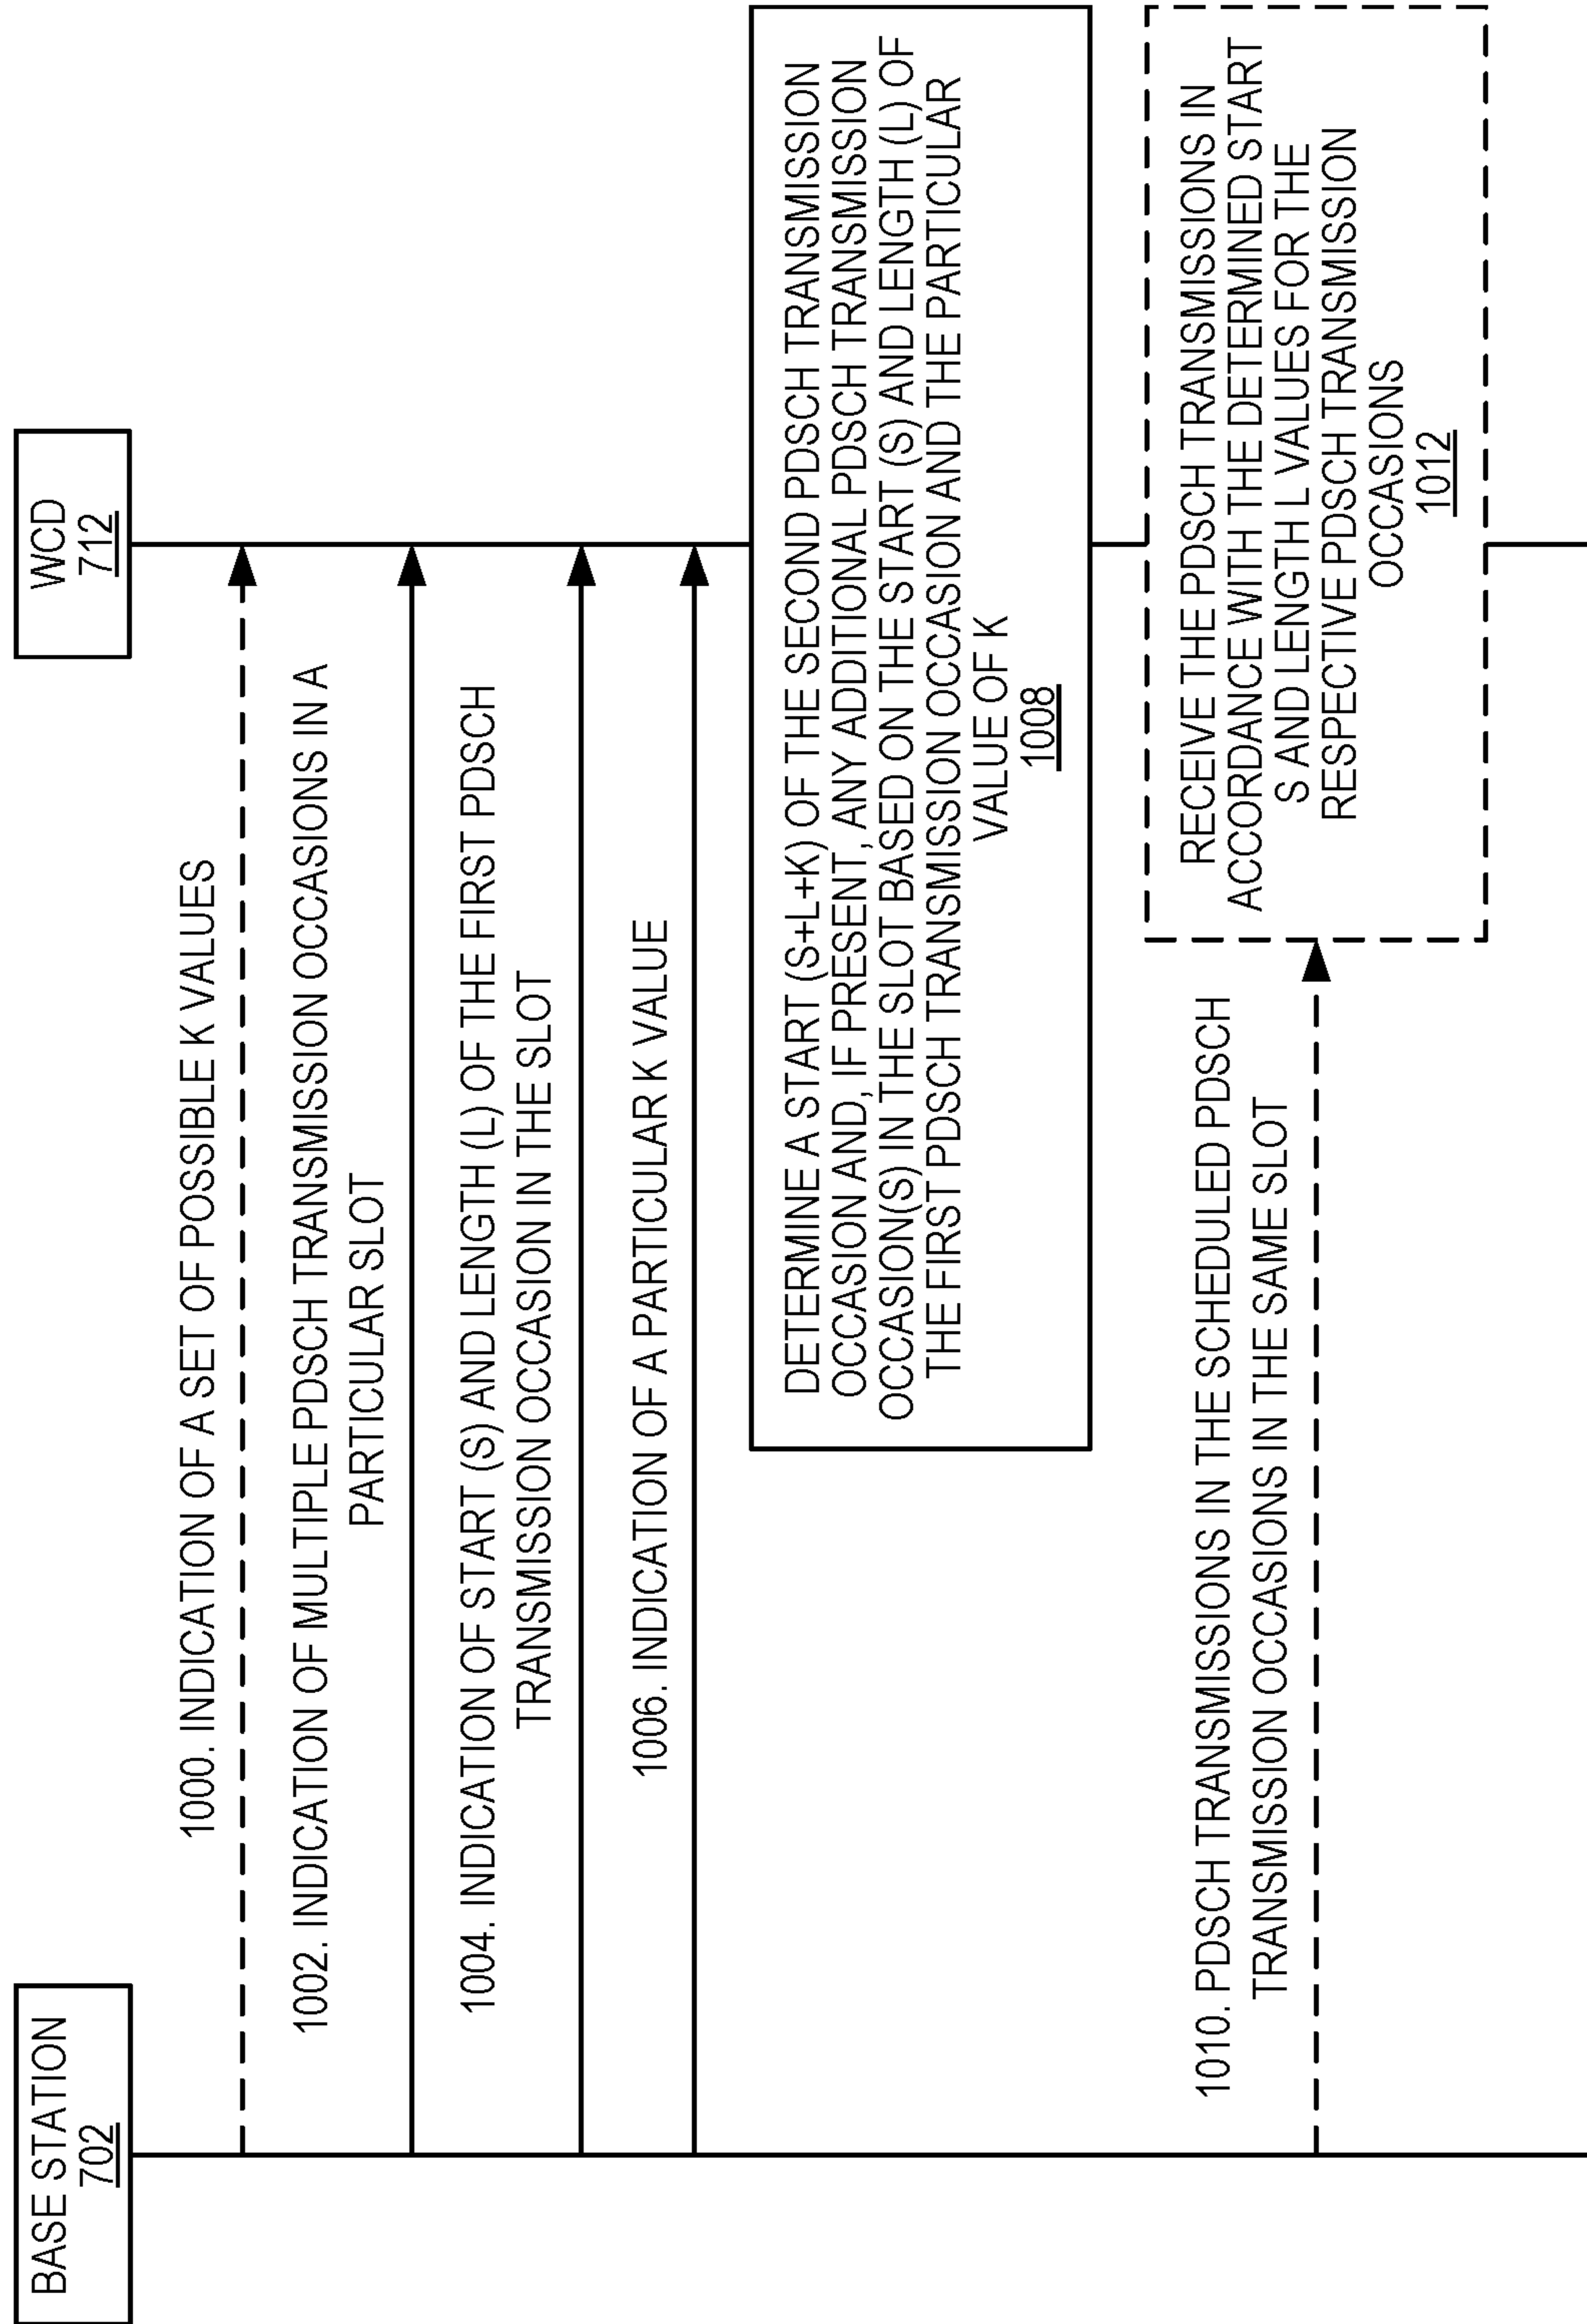 BASE STATION
702
WCD
712
1000. INDICATION OF A SET OF POSSIBLE K VALUES
1002. INDICATION OF MULTIPLE PDSCH TRANSMISSION OCCASIONS IN A
PARTICULAR SLOT
1004. INDICATION OF START (S) AND LENGTH (L) OF THE FIRST PDSCH
TRANSMISSION OCCASION IN THE SLOT
1006. INDICATION OF A PARTICULAR K VALUE
DETERMINE A START (S+L+K) OF THE SECOND PDSCH TRANSMISSION
OCCASION AND, IF PRESENT, ANY ADDITIONAL PDSCH TRANSMISSION
OCCASION(S) IN THE SLOT BASED ON THE START (S) AND LENGTH (L) OF
THE FIRST PDSCH TRANSMISSION OCCASION AND THE PARTICULAR
VALUE OF K
1008
1010. PDSCH TRANSMISSIONS IN THE SCHEDULED PDSCH
TRANSMISSION OCCASIONS IN THE SAME SLOT
RECEIVE THE PDSCH TRANSMISSIONS IN
ACCORDANCE WITH THE DETERMINED START
S AND LENGTH L VALUES FOR THE
RESPECTIVE PDSCH TRANSMISSION
OCCASIONS
1012